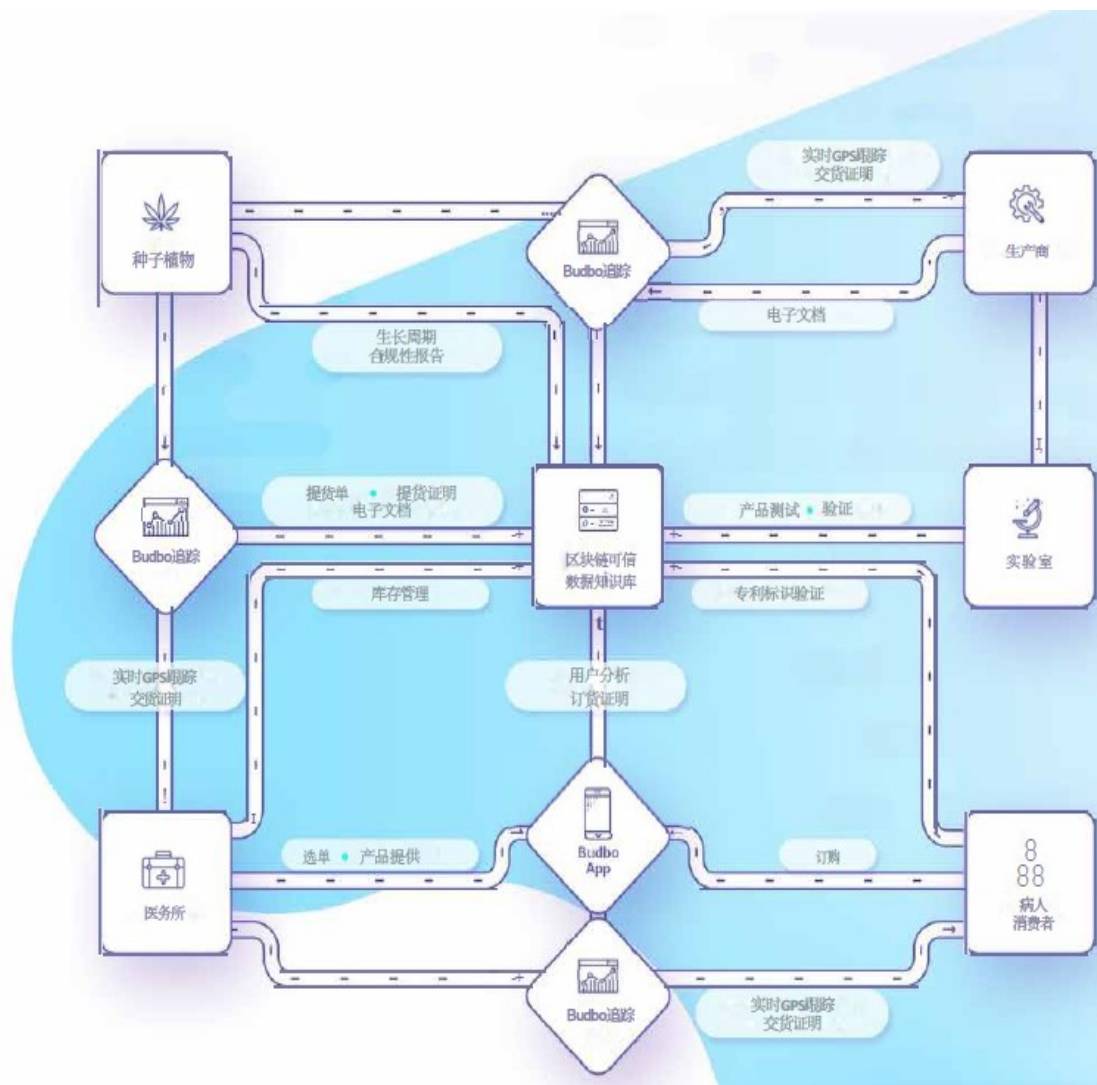 实时GPS跟踪
交货证明
种子植物
Budbo追踪
生产商
电子文档
生长周期
合规性报告
提货单 • 提货证明
电子文档
产品测试 • 验证
Budbo追踪
区块链可信
数据知识库
实验室
库存管理
专利标识验证
实时GPS跟踪
交货证明
用户分析
订货证明
选单 • 产品提供
Budbo
App
订购
医务所
病人
消费者
Budbo追踪
实时GPS跟踪
交货证明